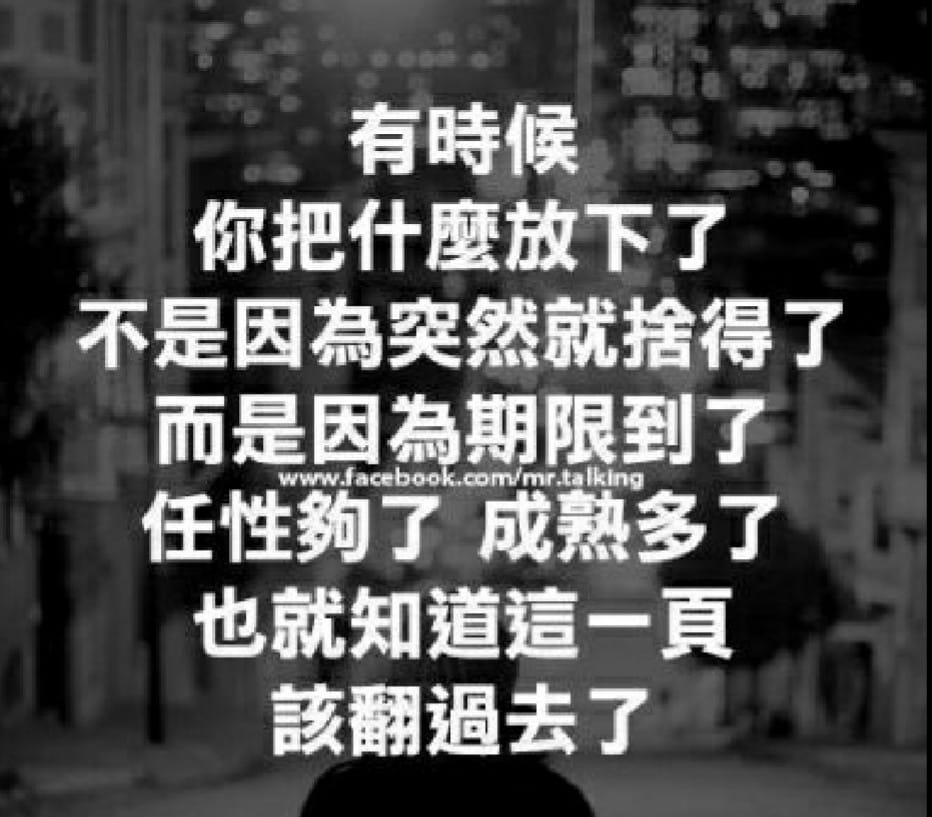 有時候
你把什麼放下了
不是因為突然就捨得了
而是因為期限到了
www.facebook.com/mr.talking
任性夠了 成熟多了
也就知道這一頁
該翻過去了